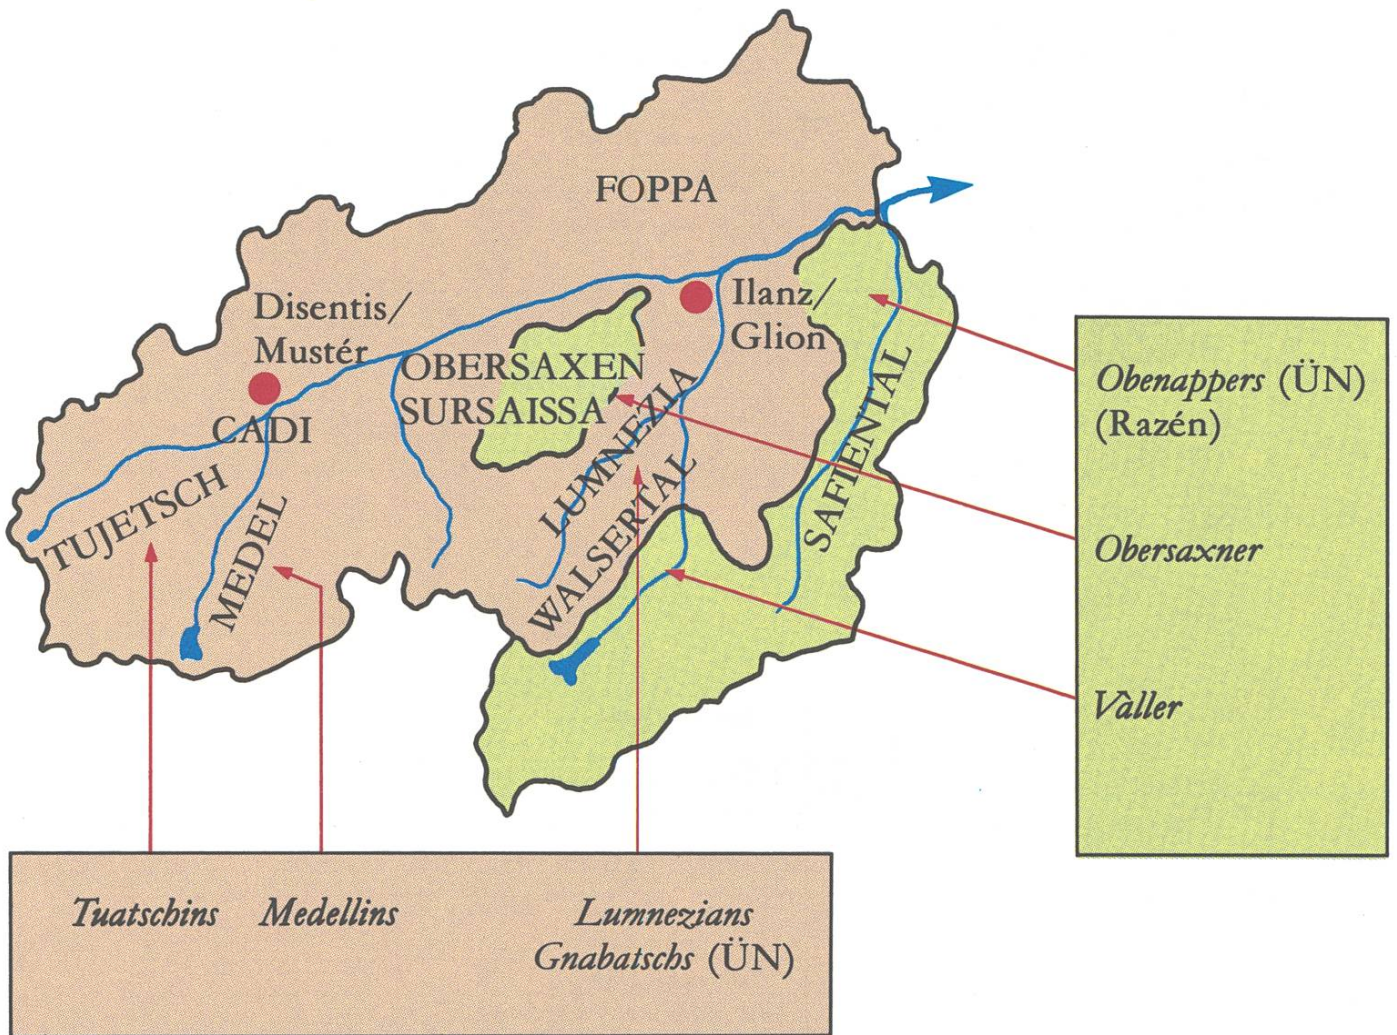 FOPPA
Disentis/
Mustér
Ilanz/
Glion
OBERSAXEN
SURSAISSA
CADI
TUJETSCH
MEDEL
LUMNEZIA
WALSERTAL
SAFIENTAL
Obenappers (ÜN)
(Razén)
Obersaxner
Vàller
Tuatschins Medellins Lumnezians
Gnabatschs (ÜN)